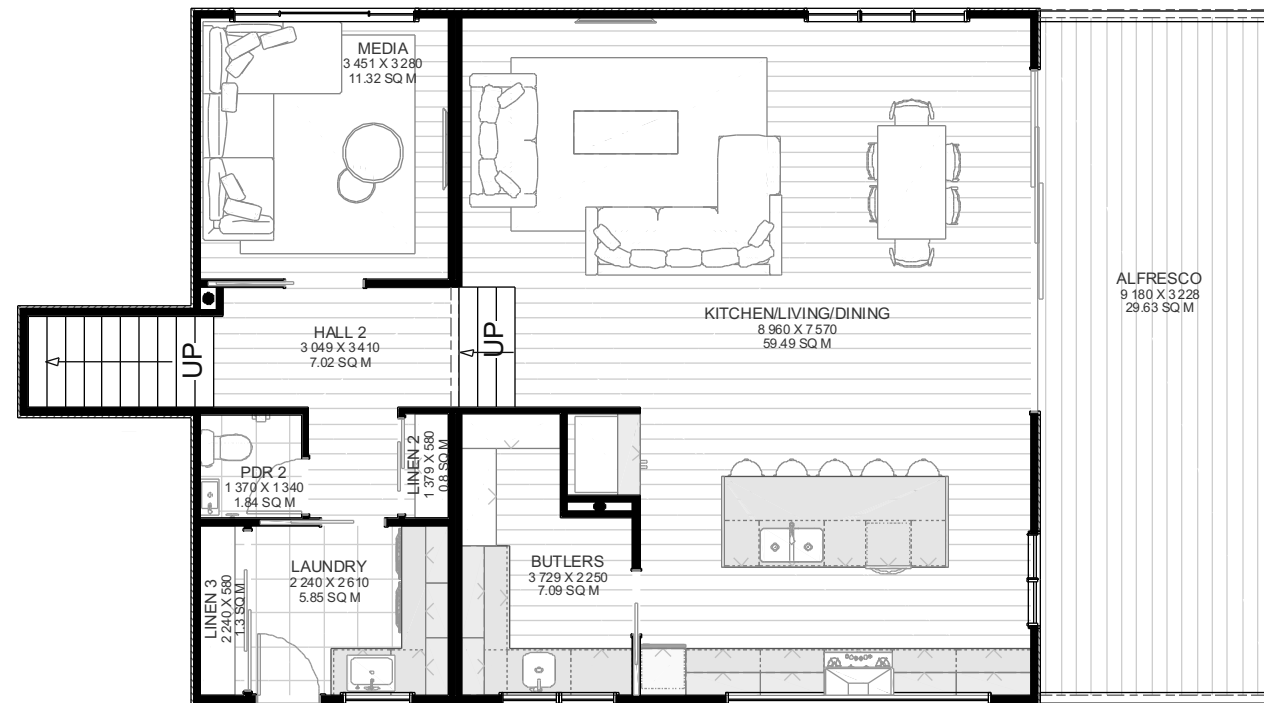 MEDIA
3 451 X 3 280
11.32 SQ M
ALFRESCO
9 180 X 3 228
29.63 SQ M
KITCHEN/LIVING/DINING
8 960 X 7 570
59.49 SQ M
HALL 2
3 049 X 3 410
7.02 SQ M
UP
UP
PDR 2
1 370 X 1 340
1.84 SQ M
LINEN 2
1 379 X 580
0.8 SQ M
LAUNDRY
2 240 X 2 610
5.85 SQ M
BUTLERS
3 729 X 2 250
7.09 SQ M
LINEN 3
2 240 X 580
1.3 SQ M